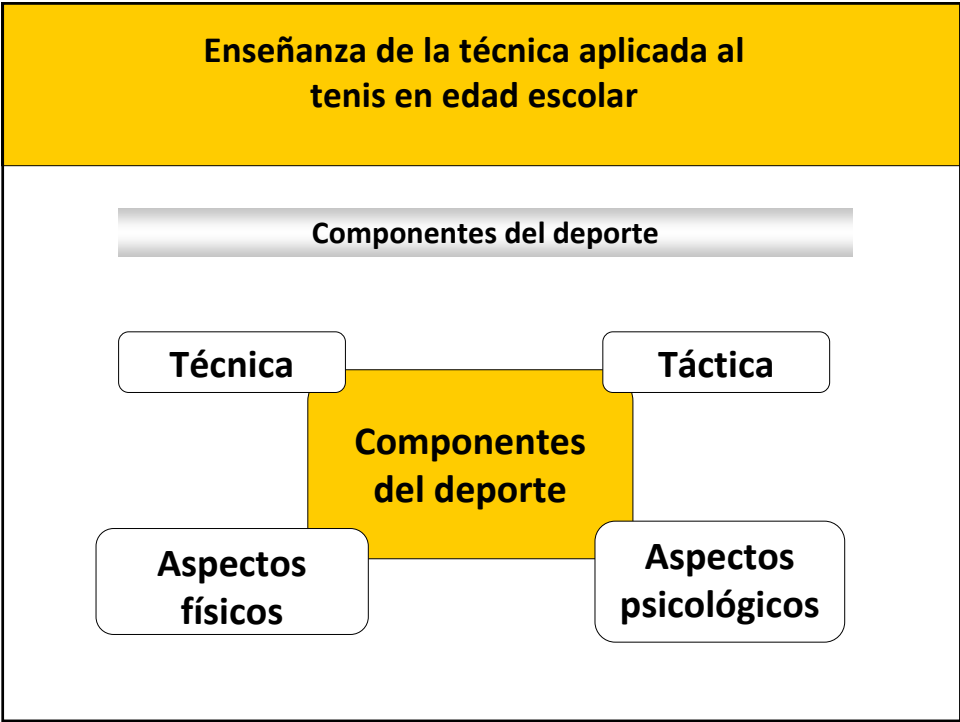 Enseñanza de la técnica aplicada al
tenis en edad escolar
Componentes del deporte
Técnica
Táctica
Componentes
del deporte
Aspectos
físicos
Aspectos
psicológicos